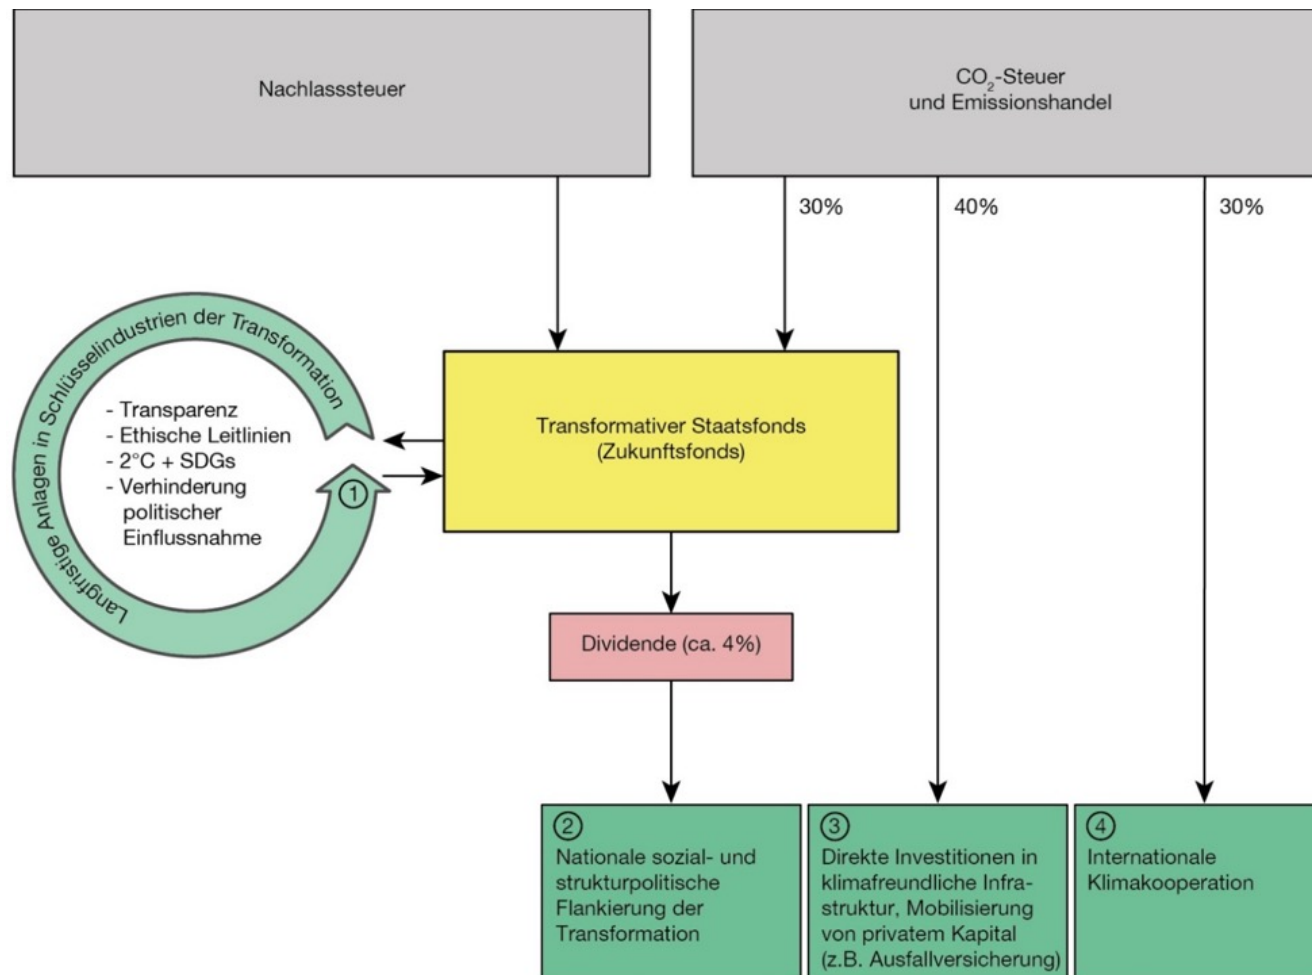 Nachlasssteuer
CO₂-Steuer
und Emissionshandel
30%
40%
30%
Langfristige Anlagen in Schlüsselindustrien der Transformation
- Transparenz
- Ethische Leitlinien
- 2°C + SDGs
- Verhinderung
politischer
Einflussnahme
1
Transformativer Staatsfonds
(Zukunftsfonds)
Dividende (ca. 4%)
2
Nationale sozial- und
strukturpolitische
Flankierung der
Transformation
3
Direkte Investitionen in
klimafreundliche Infra-
struktur, Mobilisierung
von privatem Kapital
(z.B. Ausfallversicherung)
4
Internationale
Klimakooperation